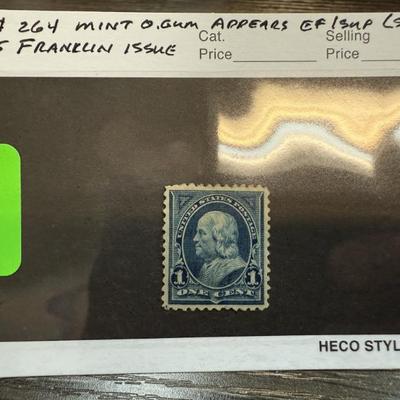 # 264 MINT O.GUM APPEARS EF/SUP
FRANKLIN ISSUE
Cat. Price
Selling Price
UNITED STATES POSTAGE
1 1
ONE CENT
HECO STYL